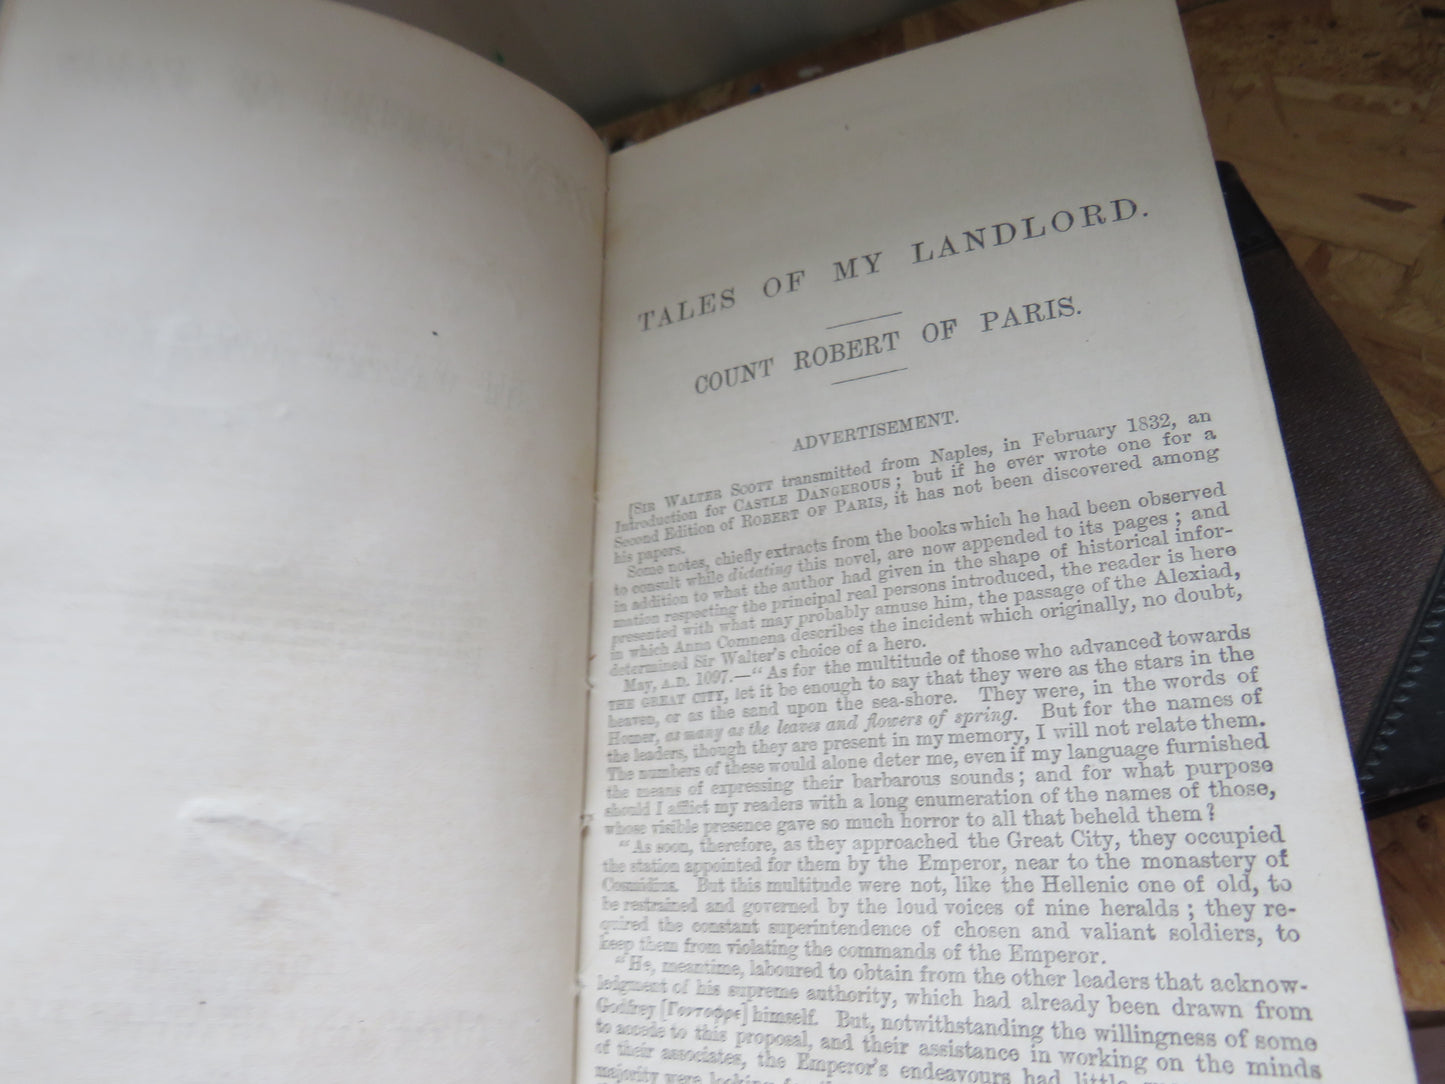 TALES OF MY LANDLORD.
COUNT ROBERT OF PARIS.
ADVERTISEMENT.
[SIR WALTER SCOTT transmitted from Naples, in February 1832, an
Introduction for CASTLE DANGEROUS; but if he ever wrote one for a
Second Edition of ROBERT OF PARIS, it has not been discovered among
his papers.
Some notes, chiefly extracts from the books which he had been observed
to consult while dictating this novel, are now appended to its pages; and
in addition to what the author had given in the shape of historical infor-
mation respecting the principal real persons introduced, the reader is here
presented with what may probably amuse him, the passage of the Alexiad,
in which Anna Comnena describes the incident which originally, no doubt,
determined Sir Walter's choice of a hero.
May, A.D. 1097.—"As for the multitude of those who advanced towards
THE GREAT CITY, let it be enough to say that they were as the stars in the
heaven, or as the sand upon the sea-shore. They were, in the words of
Homer, as many as the leaves and flowers of spring. But for the names of
the leaders, though they are present in my memory, I will not relate them.
The numbers of these would alone deter me, even if my language furnished
the means of expressing their barbarous sounds; and for what purpose
should I afflict my readers with a long enumeration of the names of those,
whose visible presence gave so much horror to all that beheld them?
"As soon, therefore, as they approached the Great City, they occupied
the station appointed for them by the Emperor, near to the monastery of
Cosmidius. But this multitude were not, like the Hellenic one of old, to
be restrained and governed by the loud voices of nine heralds; they re-
quired the constant superintendence of chosen and valiant soldiers, to
keep them from violating the commands of the Emperor.
"He, meantime, laboured to obtain from the other leaders that acknow-
ledgment of his supreme authority, which had already been drawn from
Godfrey [Γοντοφρε] himself. But, notwithstanding the willingness of some
to accede to this proposal, and their assistance in working on the minds
of their associates, the Emperor's endeavours had little
majority were looking for the